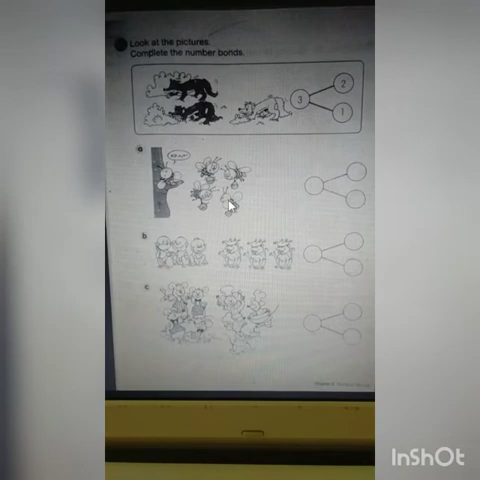 Look at the pictures.
Complete the number bonds.
2
3
1
a
b
c
InShOt